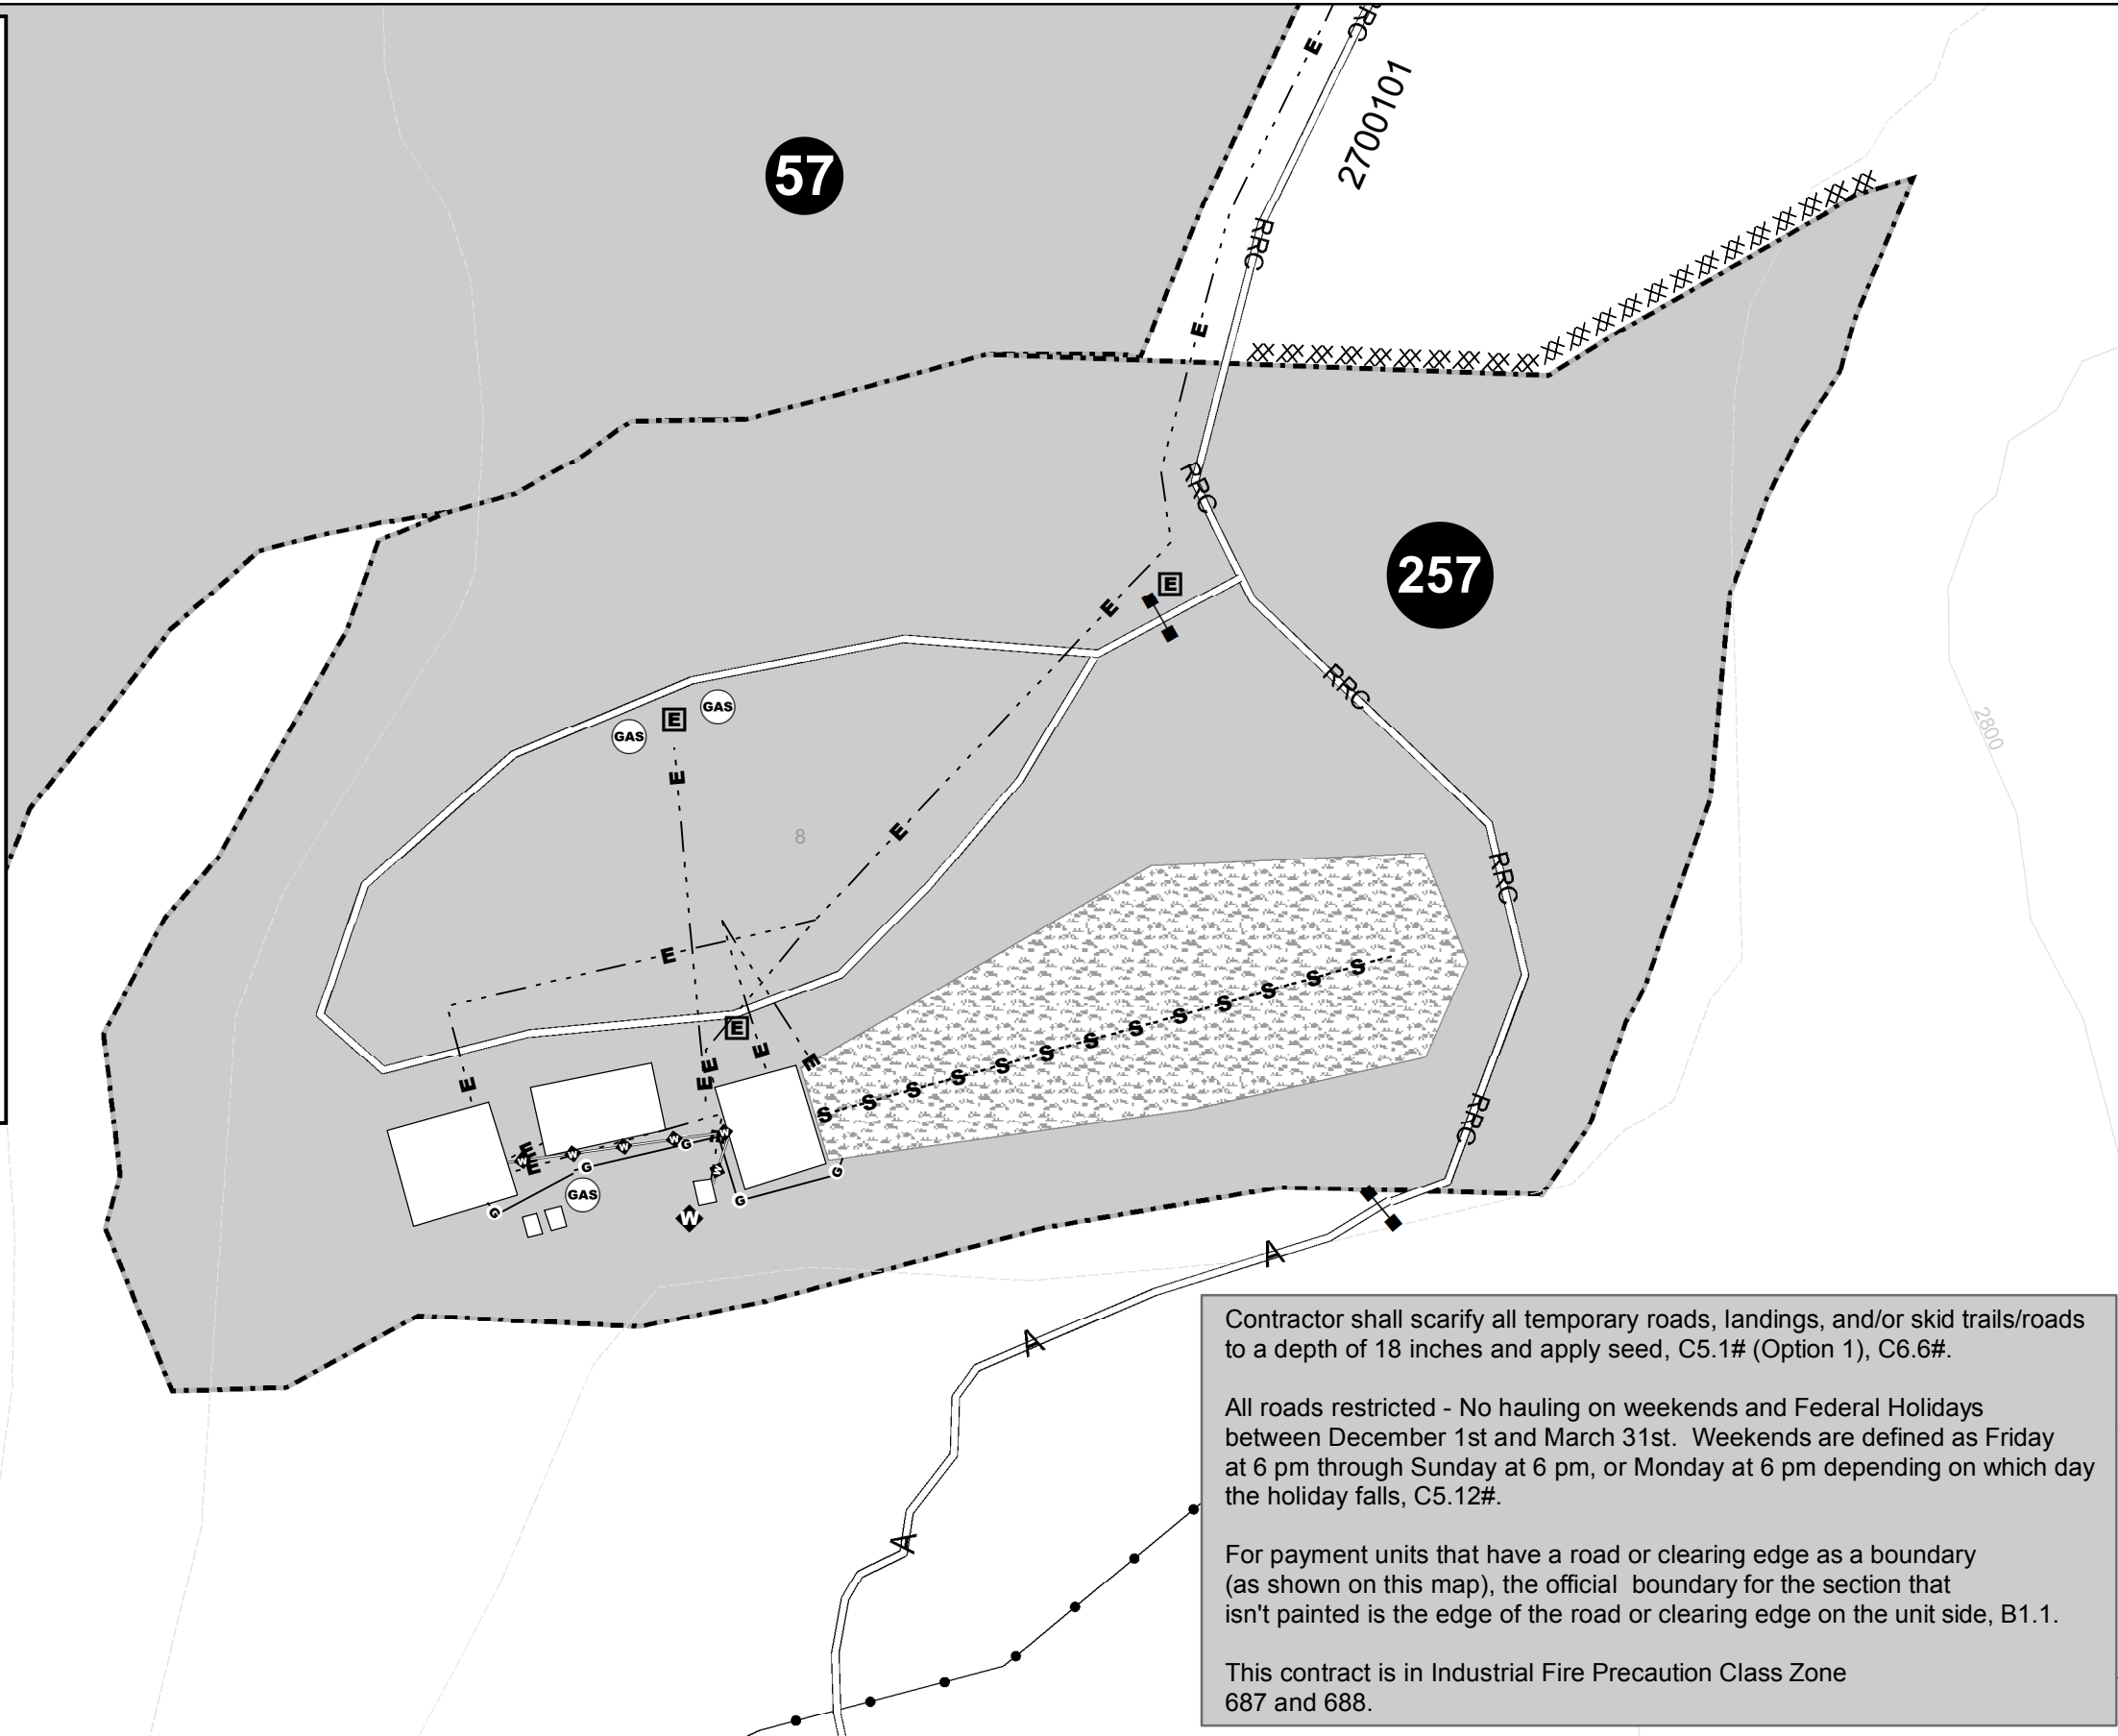 57
2700101
RRC
E
RRC
E
RRC
257
E
E
RRC
2800
GAS
E
GAS
E
8
E
RRC
E
S S S S S S S S S S S S S
E
E
E
E
E
E
RRC
W W W W W
E
E
G
G
W
GAS
G
G
G
W
A
A
A
Contractor shall scarify all temporary roads, landings, and/or skid trails/roads
to a depth of 18 inches and apply seed, C5.1# (Option 1), C6.6#.
All roads restricted - No hauling on weekends and Federal Holidays
between December 1st and March 31st.  Weekends are defined as Friday
at 6 pm through Sunday at 6 pm, or Monday at 6 pm depending on which day
the holiday falls, C5.12#.
For payment units that have a road or clearing edge as a boundary
(as shown on this map), the official  boundary for the section that
isn't painted is the edge of the road or clearing edge on the unit side, B1.1.
This contract is in Industrial Fire Precaution Class Zone
687 and 688.